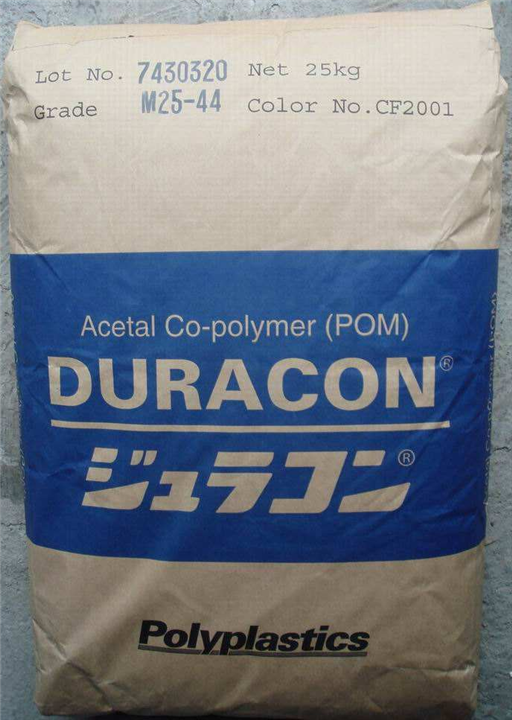 Lot No. 7430320 Net 25kg
Grade M25-44 Color No.CF2001
Acetal Co-polymer (POM)
DURACON®
ジュラコン®
Polyplastics